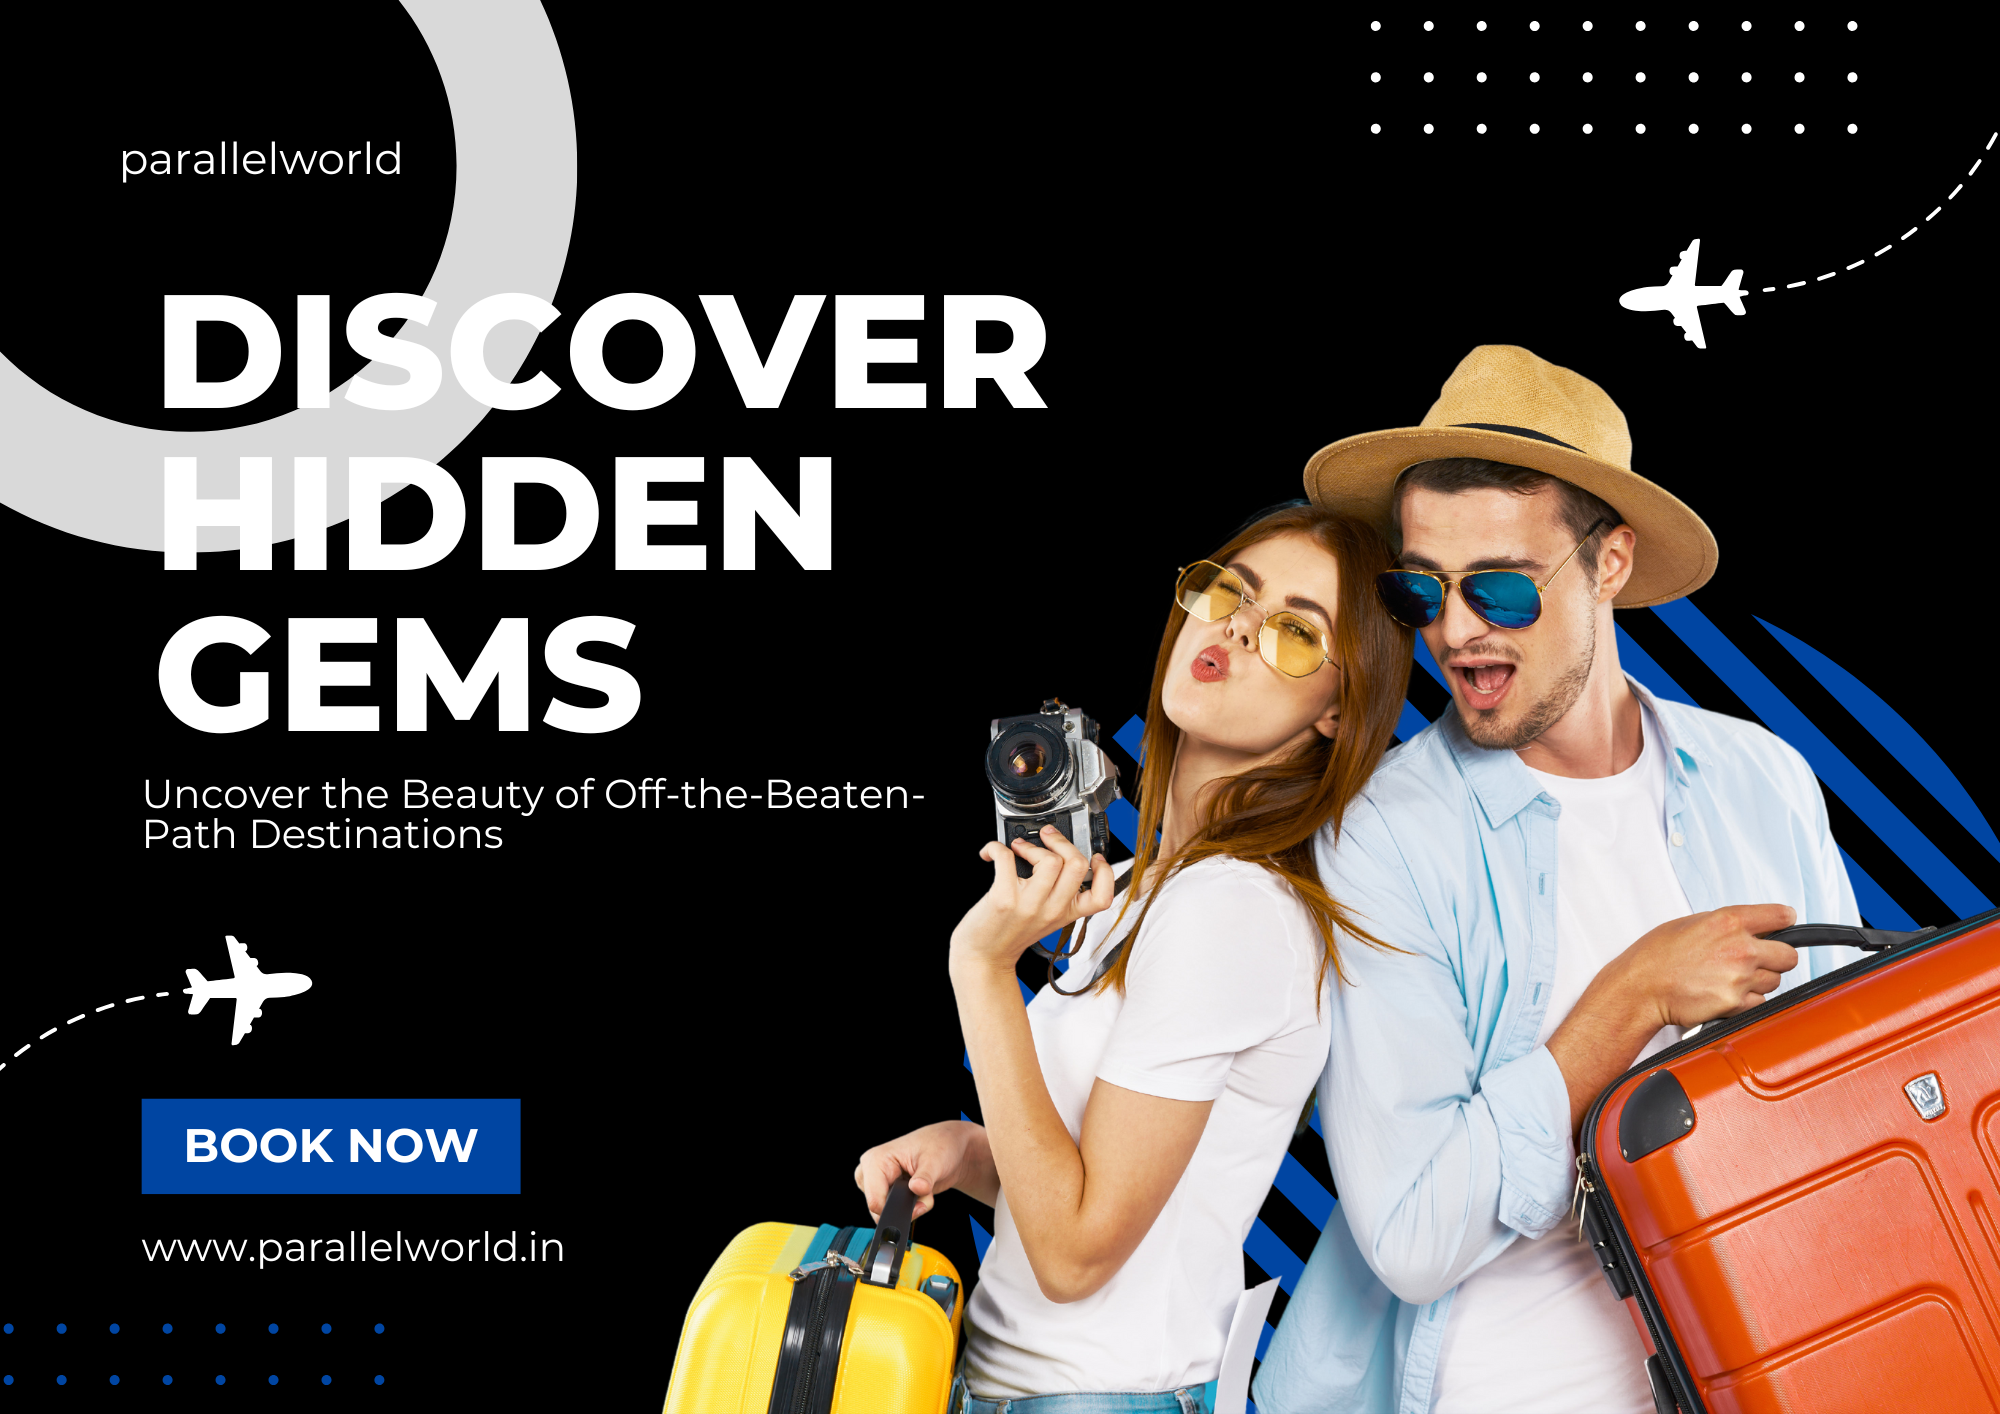 parallelworld
DISCOVER
HIDDEN
GEMS
Uncover the Beauty of Off-the-Beaten-
Path Destinations
BOOK NOW
www.parallelworld.in